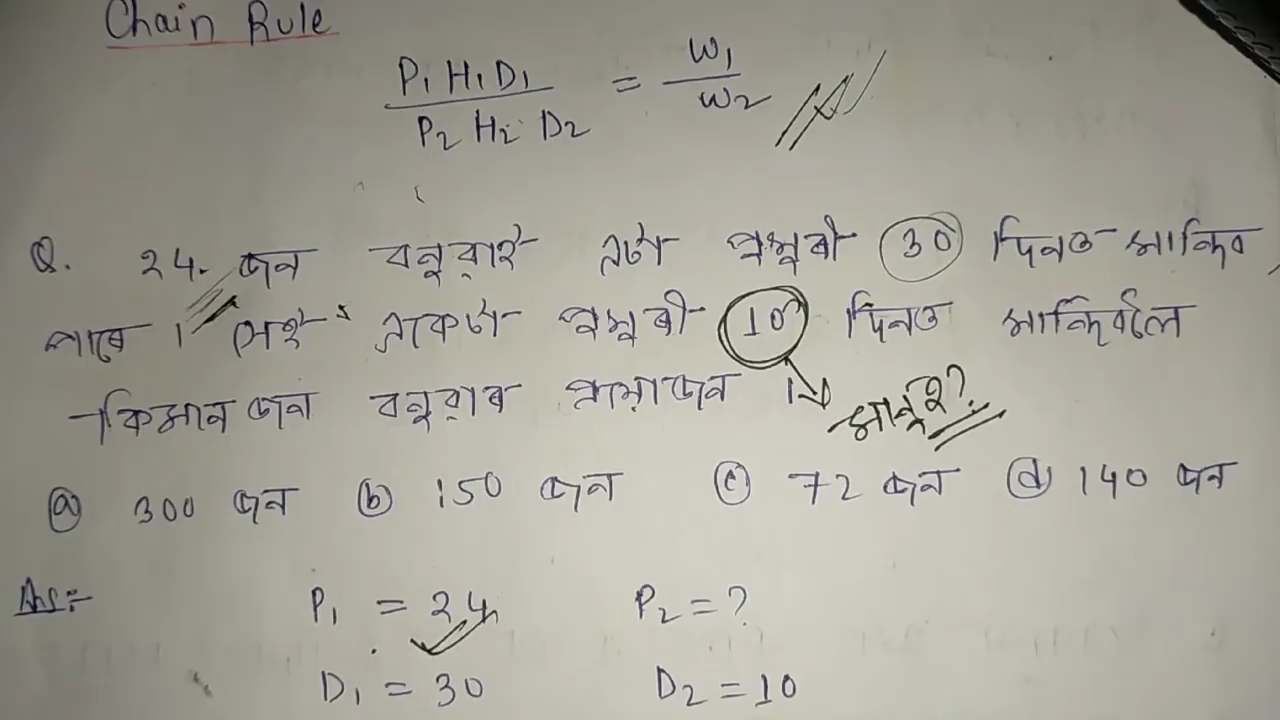 Chain Rule
P₁ H₁ D₁ / P₂ H₂ D₂ = W₁ / W₂
Q. 24. জন বনুৱাই এটা পুখুৰী 30 দিনত খান্দিব
পাৰে । সেই একেটা পুখুৰী 10 দিনত খান্দিবলৈ
কিমান জন বনুৱাৰ প্ৰয়োজন ।
মানুহ?
ⓐ 300 জন ⓑ 150 জন ⓒ 72 জন ⓓ 140 জন
Ans:- P₁ = 24 P₂ = ?
D₁ = 30 D₂ = 10